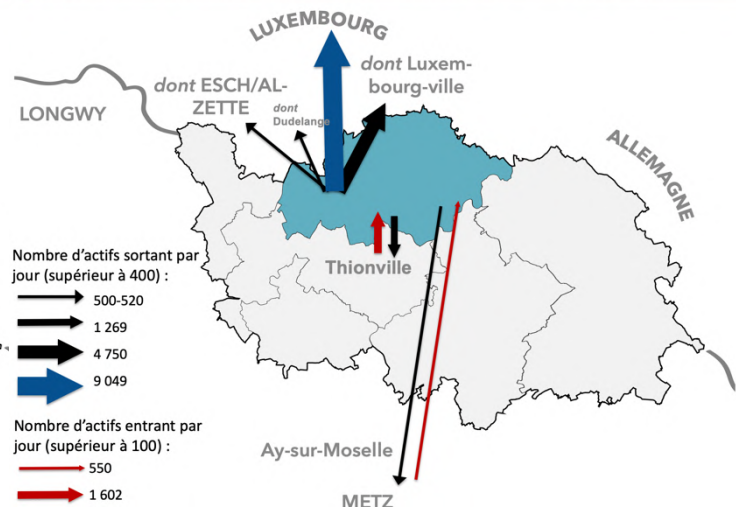 LUXEMBOURG
dont Luxem-
bourg-ville
dont ESCH/AL-
ZETTE
dont
Dudelange
LONGWY
ALLEMAGNE
Thionville
Nombre d'actifs sortant par
jour (supérieur à 400) :
500-520
1 269
4 750
9 049
Nombre d'actifs entrant par
jour (supérieur à 100) :
550
1 602
Ay-sur-Moselle
METZ